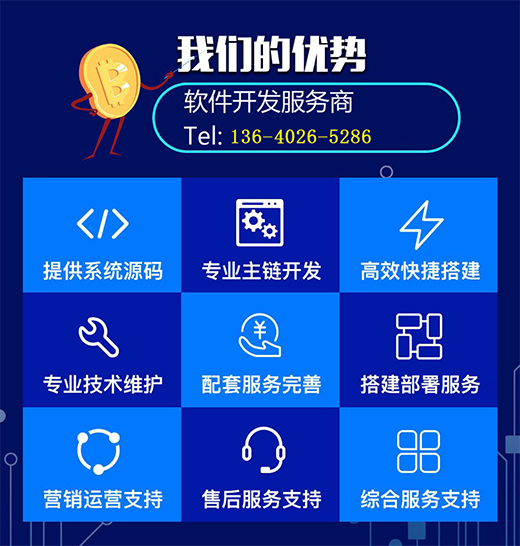 我们的优势
软件开发服务商
Tel: 136-4026-5286
提供系统源码
专业主链开发
高效快捷搭建
专业技术维护
配套服务完善
搭建部署服务
营销运营支持
售后服务支持
综合服务支持